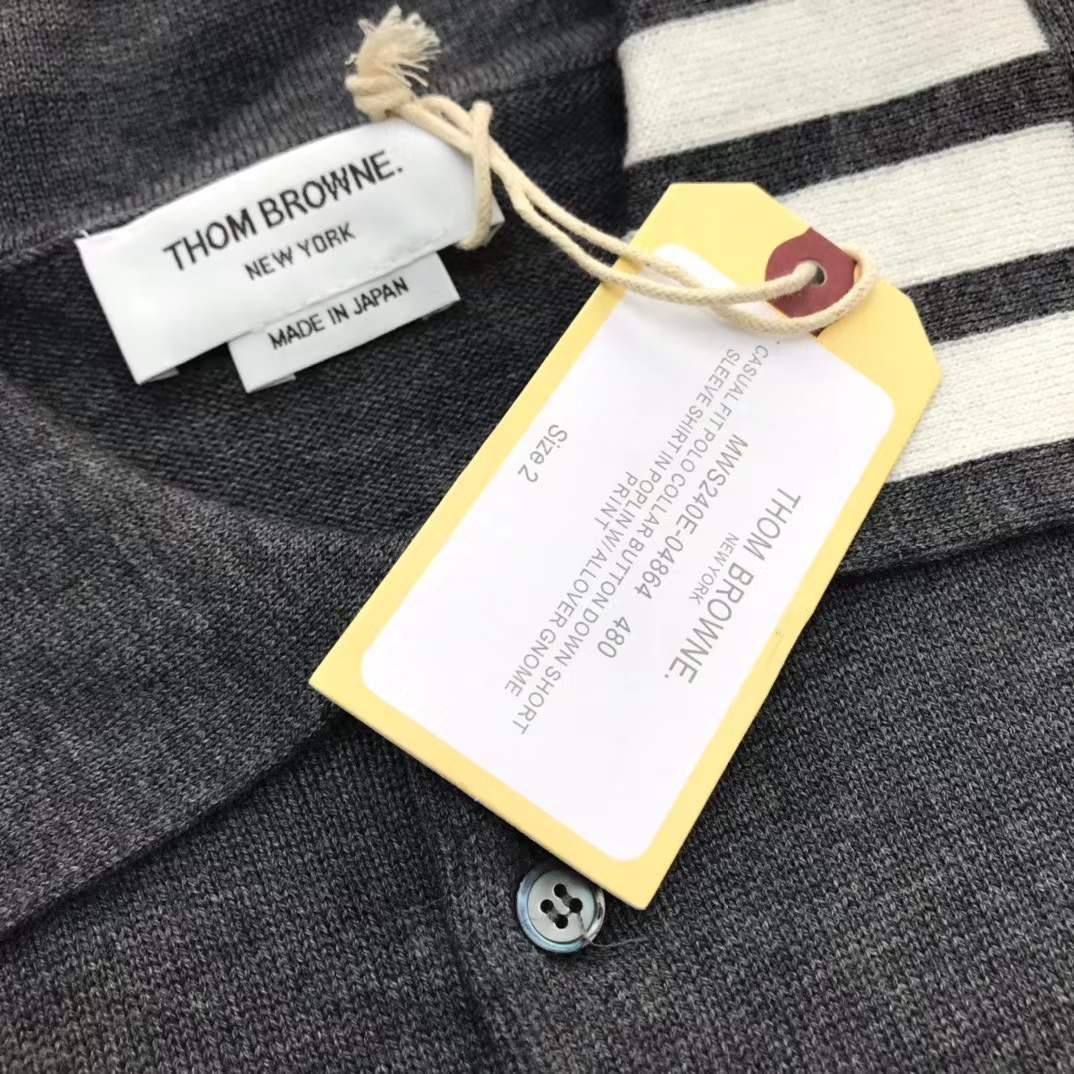 THOM BROWNE.
NEW YORK
MADE IN JAPAN
THOM BROWNE.
NEW YORK
MWS240E-04864 480
CASUAL FIT POLO COLLAR BUTTON DOWN SHORT
SLEEVE SHIRT IN POPLIN W/ ALLOVER GNOME
PRINT
Size 2